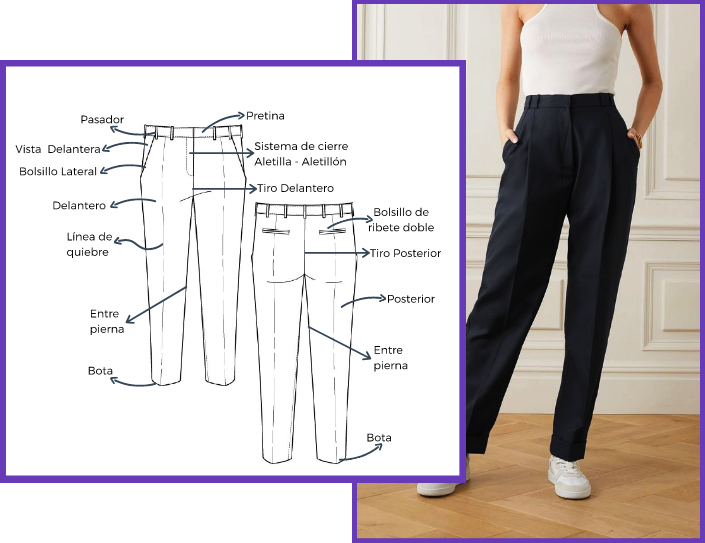 Pasador
Pretina
Vista Delantera
Sistema de cierre
Aletilla - Aletillón
Bolsillo Lateral
Tiro Delantero
Delantero
Bolsillo de
ribete doble
Línea de
quiebre
Tiro Posterior
Posterior
Entre
pierna
Entre
pierna
Bota
Bota